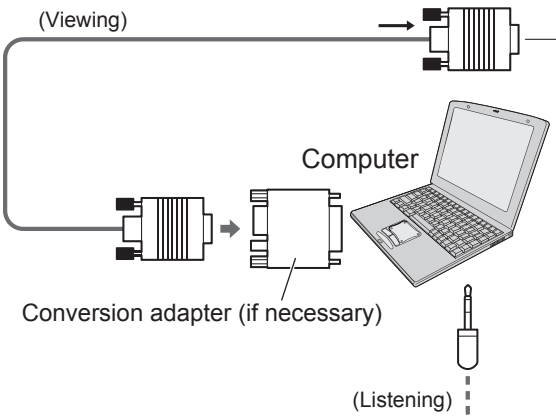 (Viewing)
Computer
Conversion adapter (if necessary)
(Listening)